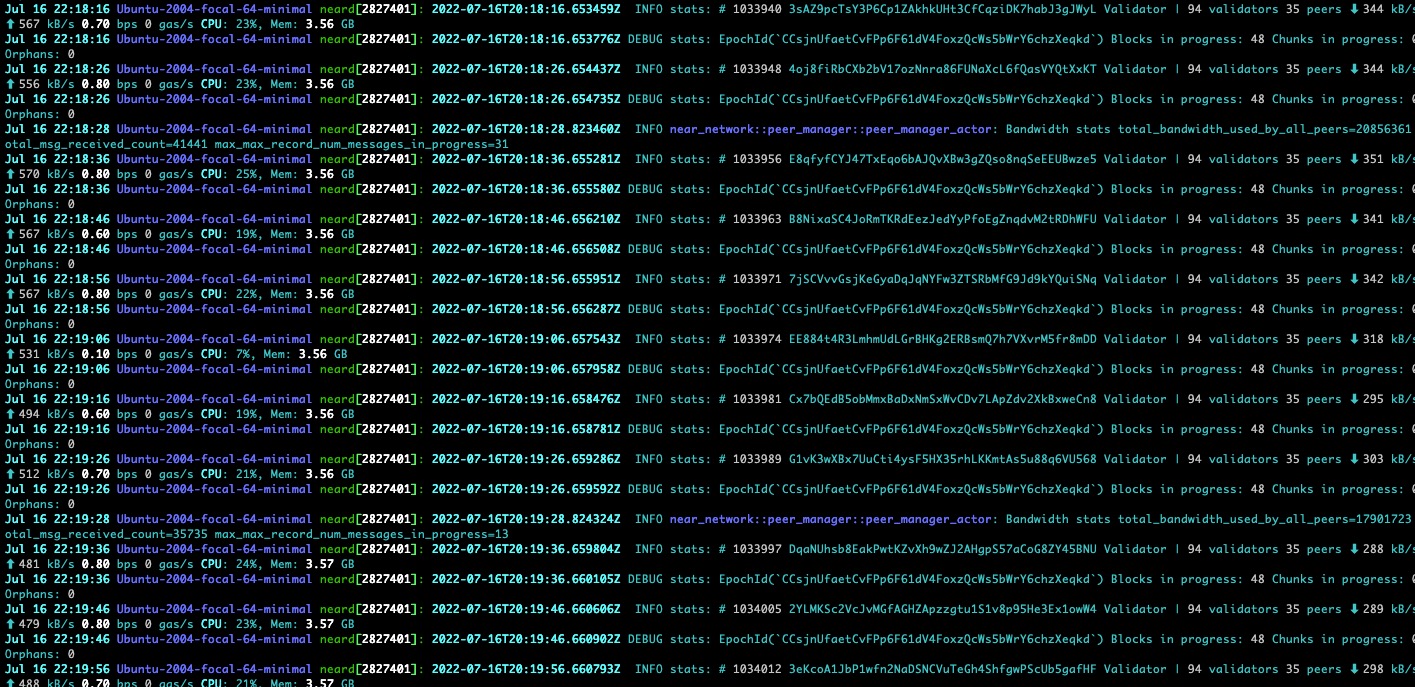 Jul 16 22:18:16 Ubuntu-2004-focal-64-minimal neard[2827401]: 2022-07-16T20:18:16.653459Z  INFO stats: # 1033940 3sAZ9pcTsY3P6Cp1ZAkhkUHt3CfCqziDK7habJ3gJWyL Validator | 94 validators 35 peers ⬇ 344 kB/s
⬆ 567 kB/s 0.70 bps 0 gas/s CPU: 23%, Mem: 3.56 GB
Jul 16 22:18:16 Ubuntu-2004-focal-64-minimal neard[2827401]: 2022-07-16T20:18:16.653776Z DEBUG stats: EpochId(`CCsjnUfaetCvFPp6F61dV4FoxzQcWs5bWrY6chzXeqkd`) Blocks in progress: 48 Chunks in progress: 0
Orphans: 0
Jul 16 22:18:26 Ubuntu-2004-focal-64-minimal neard[2827401]: 2022-07-16T20:18:26.654437Z  INFO stats: # 1033948 4oj8fiRbCXb2bV17ozNnra86FUNaXcL6fQasVYQtXxKT Validator | 94 validators 35 peers ⬇ 344 kB/s
⬆ 556 kB/s 0.80 bps 0 gas/s CPU: 23%, Mem: 3.56 GB
Jul 16 22:18:26 Ubuntu-2004-focal-64-minimal neard[2827401]: 2022-07-16T20:18:26.654735Z DEBUG stats: EpochId(`CCsjnUfaetCvFPp6F61dV4FoxzQcWs5bWrY6chzXeqkd`) Blocks in progress: 48 Chunks in progress: 0
Orphans: 0
Jul 16 22:18:28 Ubuntu-2004-focal-64-minimal neard[2827401]: 2022-07-16T20:18:28.823460Z  INFO near_network::peer_manager::peer_manager_actor: Bandwidth stats total_bandwidth_used_by_all_peers=20856361
otal_msg_received_count=41441 max_max_record_num_messages_in_progress=31
Jul 16 22:18:36 Ubuntu-2004-focal-64-minimal neard[2827401]: 2022-07-16T20:18:36.655281Z  INFO stats: # 1033956 E8qfyfCYJ47TxEqo6bAJQvXBw3gZQso8nqSeEEUBwze5 Validator | 94 validators 35 peers ⬇ 351 kB/s
⬆ 570 kB/s 0.80 bps 0 gas/s CPU: 25%, Mem: 3.56 GB
Jul 16 22:18:36 Ubuntu-2004-focal-64-minimal neard[2827401]: 2022-07-16T20:18:36.655580Z DEBUG stats: EpochId(`CCsjnUfaetCvFPp6F61dV4FoxzQcWs5bWrY6chzXeqkd`) Blocks in progress: 48 Chunks in progress: 0
Orphans: 0
Jul 16 22:18:46 Ubuntu-2004-focal-64-minimal neard[2827401]: 2022-07-16T20:18:46.656210Z  INFO stats: # 1033963 B8NixaSC4JoRmTKRdEezJedYyPfoEgZnqdvM2tRDhWFU Validator | 94 validators 35 peers ⬇ 341 kB/s
⬆ 567 kB/s 0.60 bps 0 gas/s CPU: 19%, Mem: 3.56 GB
Jul 16 22:18:46 Ubuntu-2004-focal-64-minimal neard[2827401]: 2022-07-16T20:18:46.656508Z DEBUG stats: EpochId(`CCsjnUfaetCvFPp6F61dV4FoxzQcWs5bWrY6chzXeqkd`) Blocks in progress: 48 Chunks in progress: 0
Orphans: 0
Jul 16 22:18:56 Ubuntu-2004-focal-64-minimal neard[2827401]: 2022-07-16T20:18:56.655951Z  INFO stats: # 1033971 7jSCVvvGsjKeGyaDqJqNYFw3ZTSRbMfG9Jd9kYQuiSNq Validator | 94 validators 35 peers ⬇ 342 kB/s
⬆ 567 kB/s 0.80 bps 0 gas/s CPU: 22%, Mem: 3.56 GB
Jul 16 22:18:56 Ubuntu-2004-focal-64-minimal neard[2827401]: 2022-07-16T20:18:56.656287Z DEBUG stats: EpochId(`CCsjnUfaetCvFPp6F61dV4FoxzQcWs5bWrY6chzXeqkd`) Blocks in progress: 48 Chunks in progress: 0
Orphans: 0
Jul 16 22:19:06 Ubuntu-2004-focal-64-minimal neard[2827401]: 2022-07-16T20:19:06.657543Z  INFO stats: # 1033974 EE884t4R3LmhmUdLGrBHKg2ERBsmQ7h7VXvrM5fr8mDD Validator | 94 validators 35 peers ⬇ 318 kB/s
⬆ 531 kB/s 0.10 bps 0 gas/s CPU: 7%, Mem: 3.56 GB
Jul 16 22:19:06 Ubuntu-2004-focal-64-minimal neard[2827401]: 2022-07-16T20:19:06.657958Z DEBUG stats: EpochId(`CCsjnUfaetCvFPp6F61dV4FoxzQcWs5bWrY6chzXeqkd`) Blocks in progress: 48 Chunks in progress: 0
Orphans: 0
Jul 16 22:19:16 Ubuntu-2004-focal-64-minimal neard[2827401]: 2022-07-16T20:19:16.658476Z  INFO stats: # 1033981 Cx7bQEdB5obMmxBaDxNmSxWvCDv7LApZdv2XkBxweCn8 Validator | 94 validators 35 peers ⬇ 295 kB/s
⬆ 494 kB/s 0.60 bps 0 gas/s CPU: 19%, Mem: 3.56 GB
Jul 16 22:19:16 Ubuntu-2004-focal-64-minimal neard[2827401]: 2022-07-16T20:19:16.658781Z DEBUG stats: EpochId(`CCsjnUfaetCvFPp6F61dV4FoxzQcWs5bWrY6chzXeqkd`) Blocks in progress: 48 Chunks in progress: 0
Orphans: 0
Jul 16 22:19:26 Ubuntu-2004-focal-64-minimal neard[2827401]: 2022-07-16T20:19:26.659286Z  INFO stats: # 1033989 G1vK3wXBx7UuCti4ysF5HX35rhLKKmtAs5u88q6VU568 Validator | 94 validators 35 peers ⬇ 303 kB/s
⬆ 512 kB/s 0.70 bps 0 gas/s CPU: 21%, Mem: 3.56 GB
Jul 16 22:19:26 Ubuntu-2004-focal-64-minimal neard[2827401]: 2022-07-16T20:19:26.659592Z DEBUG stats: EpochId(`CCsjnUfaetCvFPp6F61dV4FoxzQcWs5bWrY6chzXeqkd`) Blocks in progress: 48 Chunks in progress: 0
Orphans: 0
Jul 16 22:19:28 Ubuntu-2004-focal-64-minimal neard[2827401]: 2022-07-16T20:19:28.824324Z  INFO near_network::peer_manager::peer_manager_actor: Bandwidth stats total_bandwidth_used_by_all_peers=17901723
otal_msg_received_count=35735 max_max_record_num_messages_in_progress=13
Jul 16 22:19:36 Ubuntu-2004-focal-64-minimal neard[2827401]: 2022-07-16T20:19:36.659804Z  INFO stats: # 1033997 DqaNUhsb8EakPwtKZvXh9wZJ2AHgpS57aCoG8ZY45BNU Validator | 94 validators 35 peers ⬇ 288 kB/s
⬆ 481 kB/s 0.80 bps 0 gas/s CPU: 24%, Mem: 3.57 GB
Jul 16 22:19:36 Ubuntu-2004-focal-64-minimal neard[2827401]: 2022-07-16T20:19:36.660105Z DEBUG stats: EpochId(`CCsjnUfaetCvFPp6F61dV4FoxzQcWs5bWrY6chzXeqkd`) Blocks in progress: 48 Chunks in progress: 0
Orphans: 0
Jul 16 22:19:46 Ubuntu-2004-focal-64-minimal neard[2827401]: 2022-07-16T20:19:46.660606Z  INFO stats: # 1034005 2YLMKSc2VcJvMGfAGHZApzzgtu1S1v8p95He3Ex1owW4 Validator | 94 validators 35 peers ⬇ 289 kB/s
⬆ 479 kB/s 0.80 bps 0 gas/s CPU: 23%, Mem: 3.57 GB
Jul 16 22:19:46 Ubuntu-2004-focal-64-minimal neard[2827401]: 2022-07-16T20:19:46.660902Z DEBUG stats: EpochId(`CCsjnUfaetCvFPp6F61dV4FoxzQcWs5bWrY6chzXeqkd`) Blocks in progress: 48 Chunks in progress: 0
Orphans: 0
Jul 16 22:19:56 Ubuntu-2004-focal-64-minimal neard[2827401]: 2022-07-16T20:19:56.660793Z  INFO stats: # 1034012 3eKcoA1JbP1wfn2NaDSNCVuTeGh4ShfgwPScUb5gafHF Validator | 94 validators 35 peers ⬇ 298 kB/s
⬆ 488 kB/s 0.70 bps 0 gas/s CPU: 21%, Mem: 3.57 GB